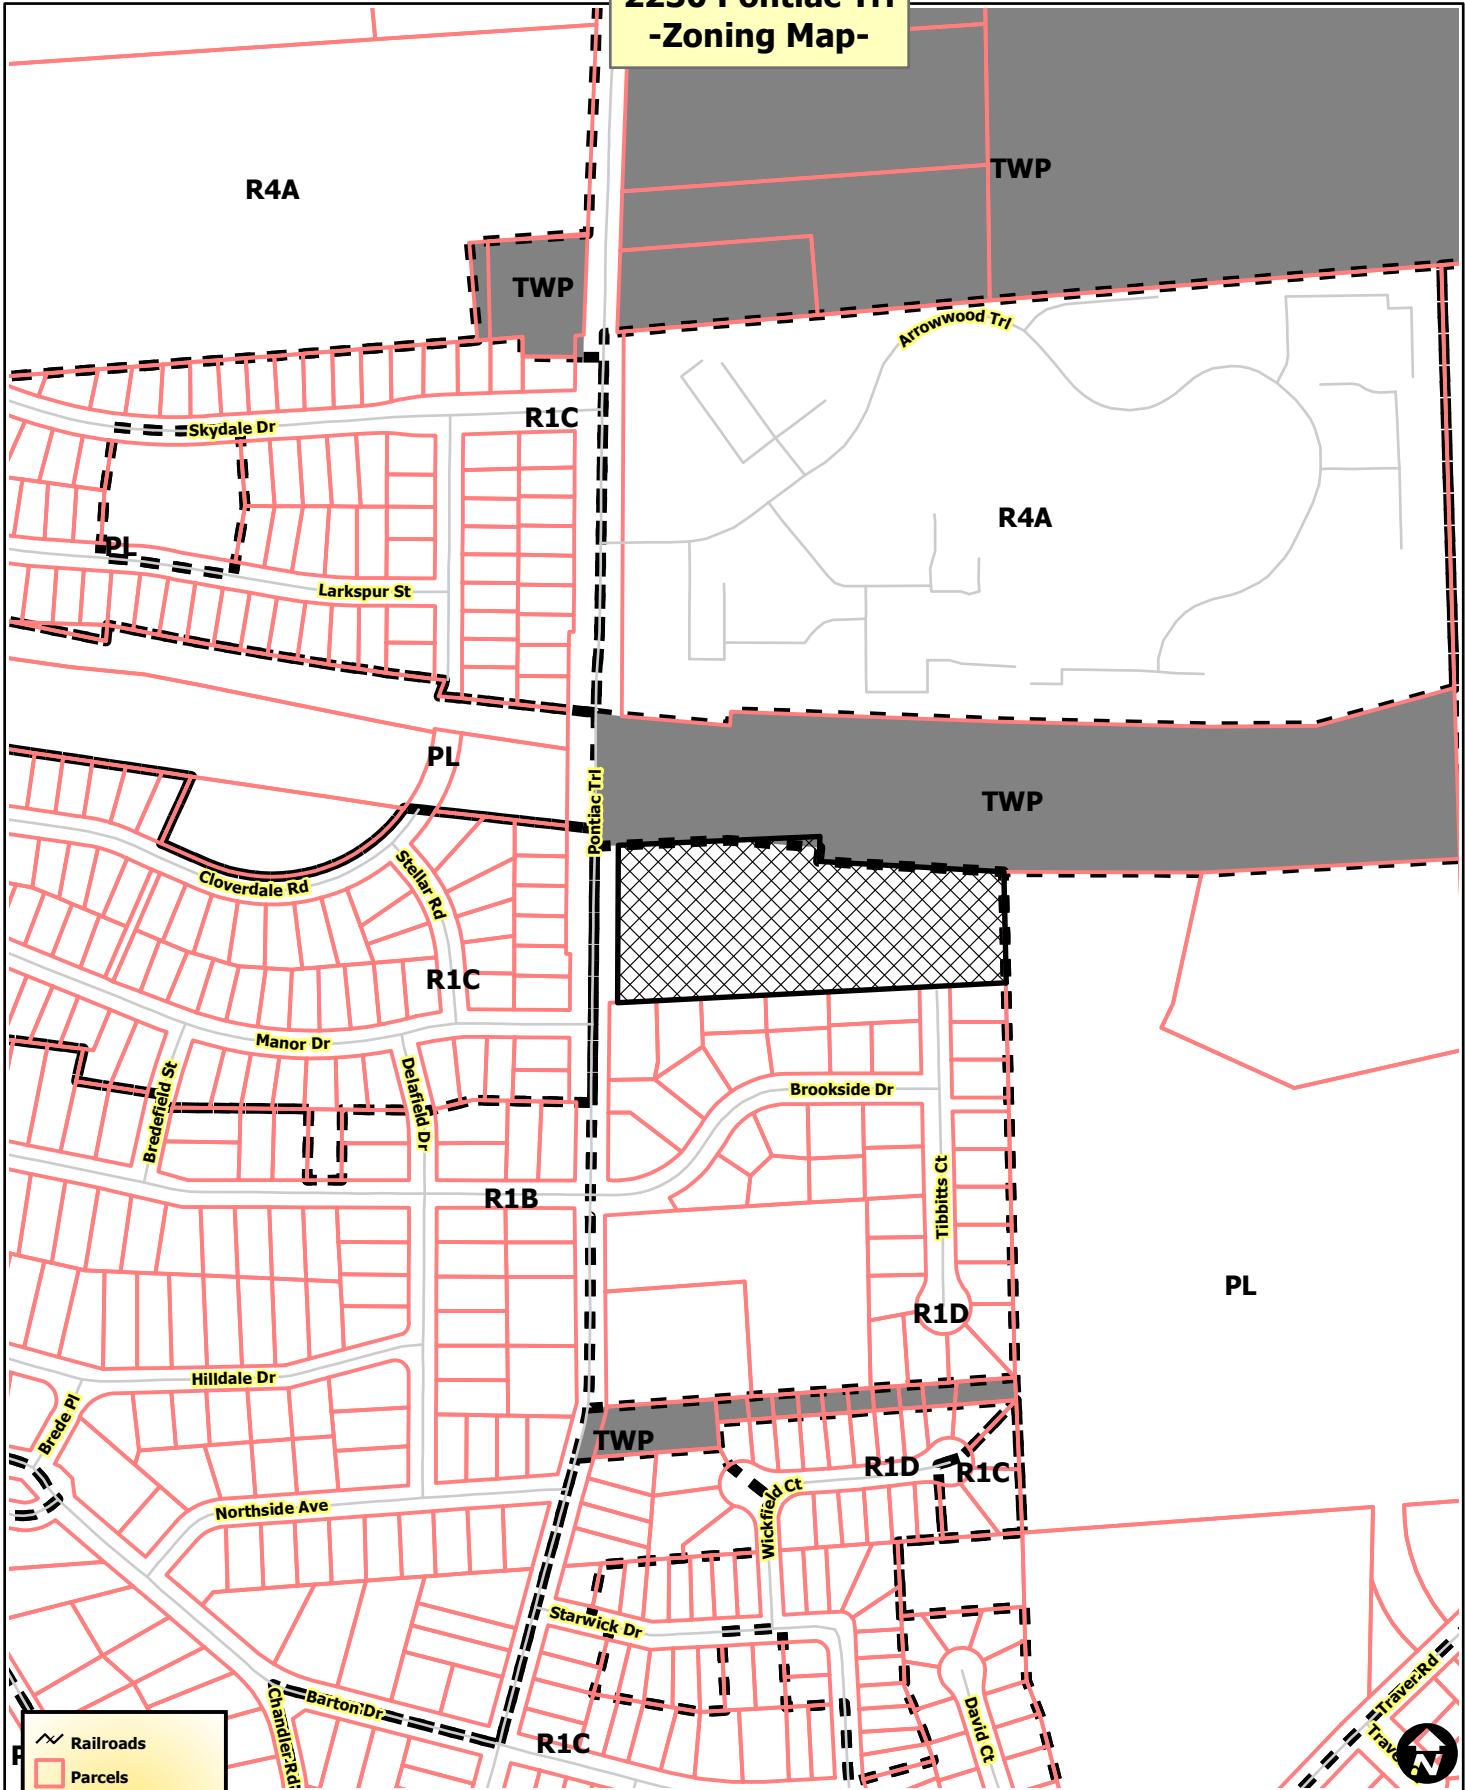 -Zoning Map-
TWP
R4A
TWP
Arrowwood Trl
R1C
Skydale Dr
R4A
PL
Larkspur St
PL
Pontiac Trl
TWP
Cloverdale Rd
Stellar Rd
R1C
Manor Dr
Bredefield St
Delafield Dr
Brookside Dr
Tibbitts Ct
R1B
PL
R1D
Hilldale Dr
Brede Pl
TWP
R1D
R1C
Wickfield Ct
Northside Ave
Starwick Dr
Traver Rd
Barton Dr
Chandler Rd
David Ct
R1C
Railroads
Parcels
N